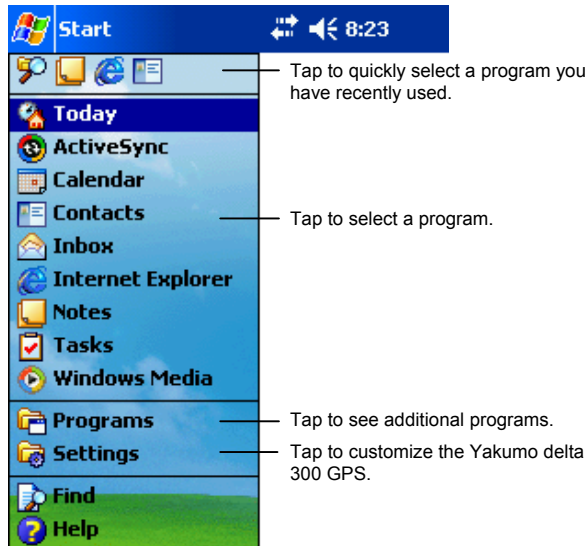 Start 8:23
Tap to quickly select a program you
have recently used.
Today
ActiveSync
Calendar
Contacts
Tap to select a program.
Inbox
Internet Explorer
Notes
Tasks
Windows Media
Programs
Tap to see additional programs.
Settings
Tap to customize the Yakumo delta
300 GPS.
Find
Help